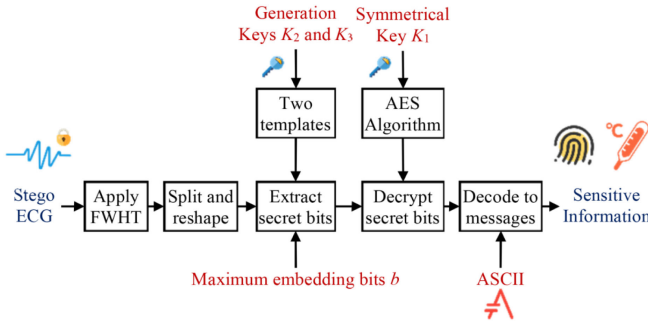 Generation
Keys K₂ and K₃
Symmetrical
Key K₁
Two
templates
AES
Algorithm
°C
Stego
ECG
Apply
FWHT
Split and
reshape
Extract
secret bits
Decrypt
secret bits
Decode to
messages
Sensitive
Information
Maximum embedding bits b
ASCII